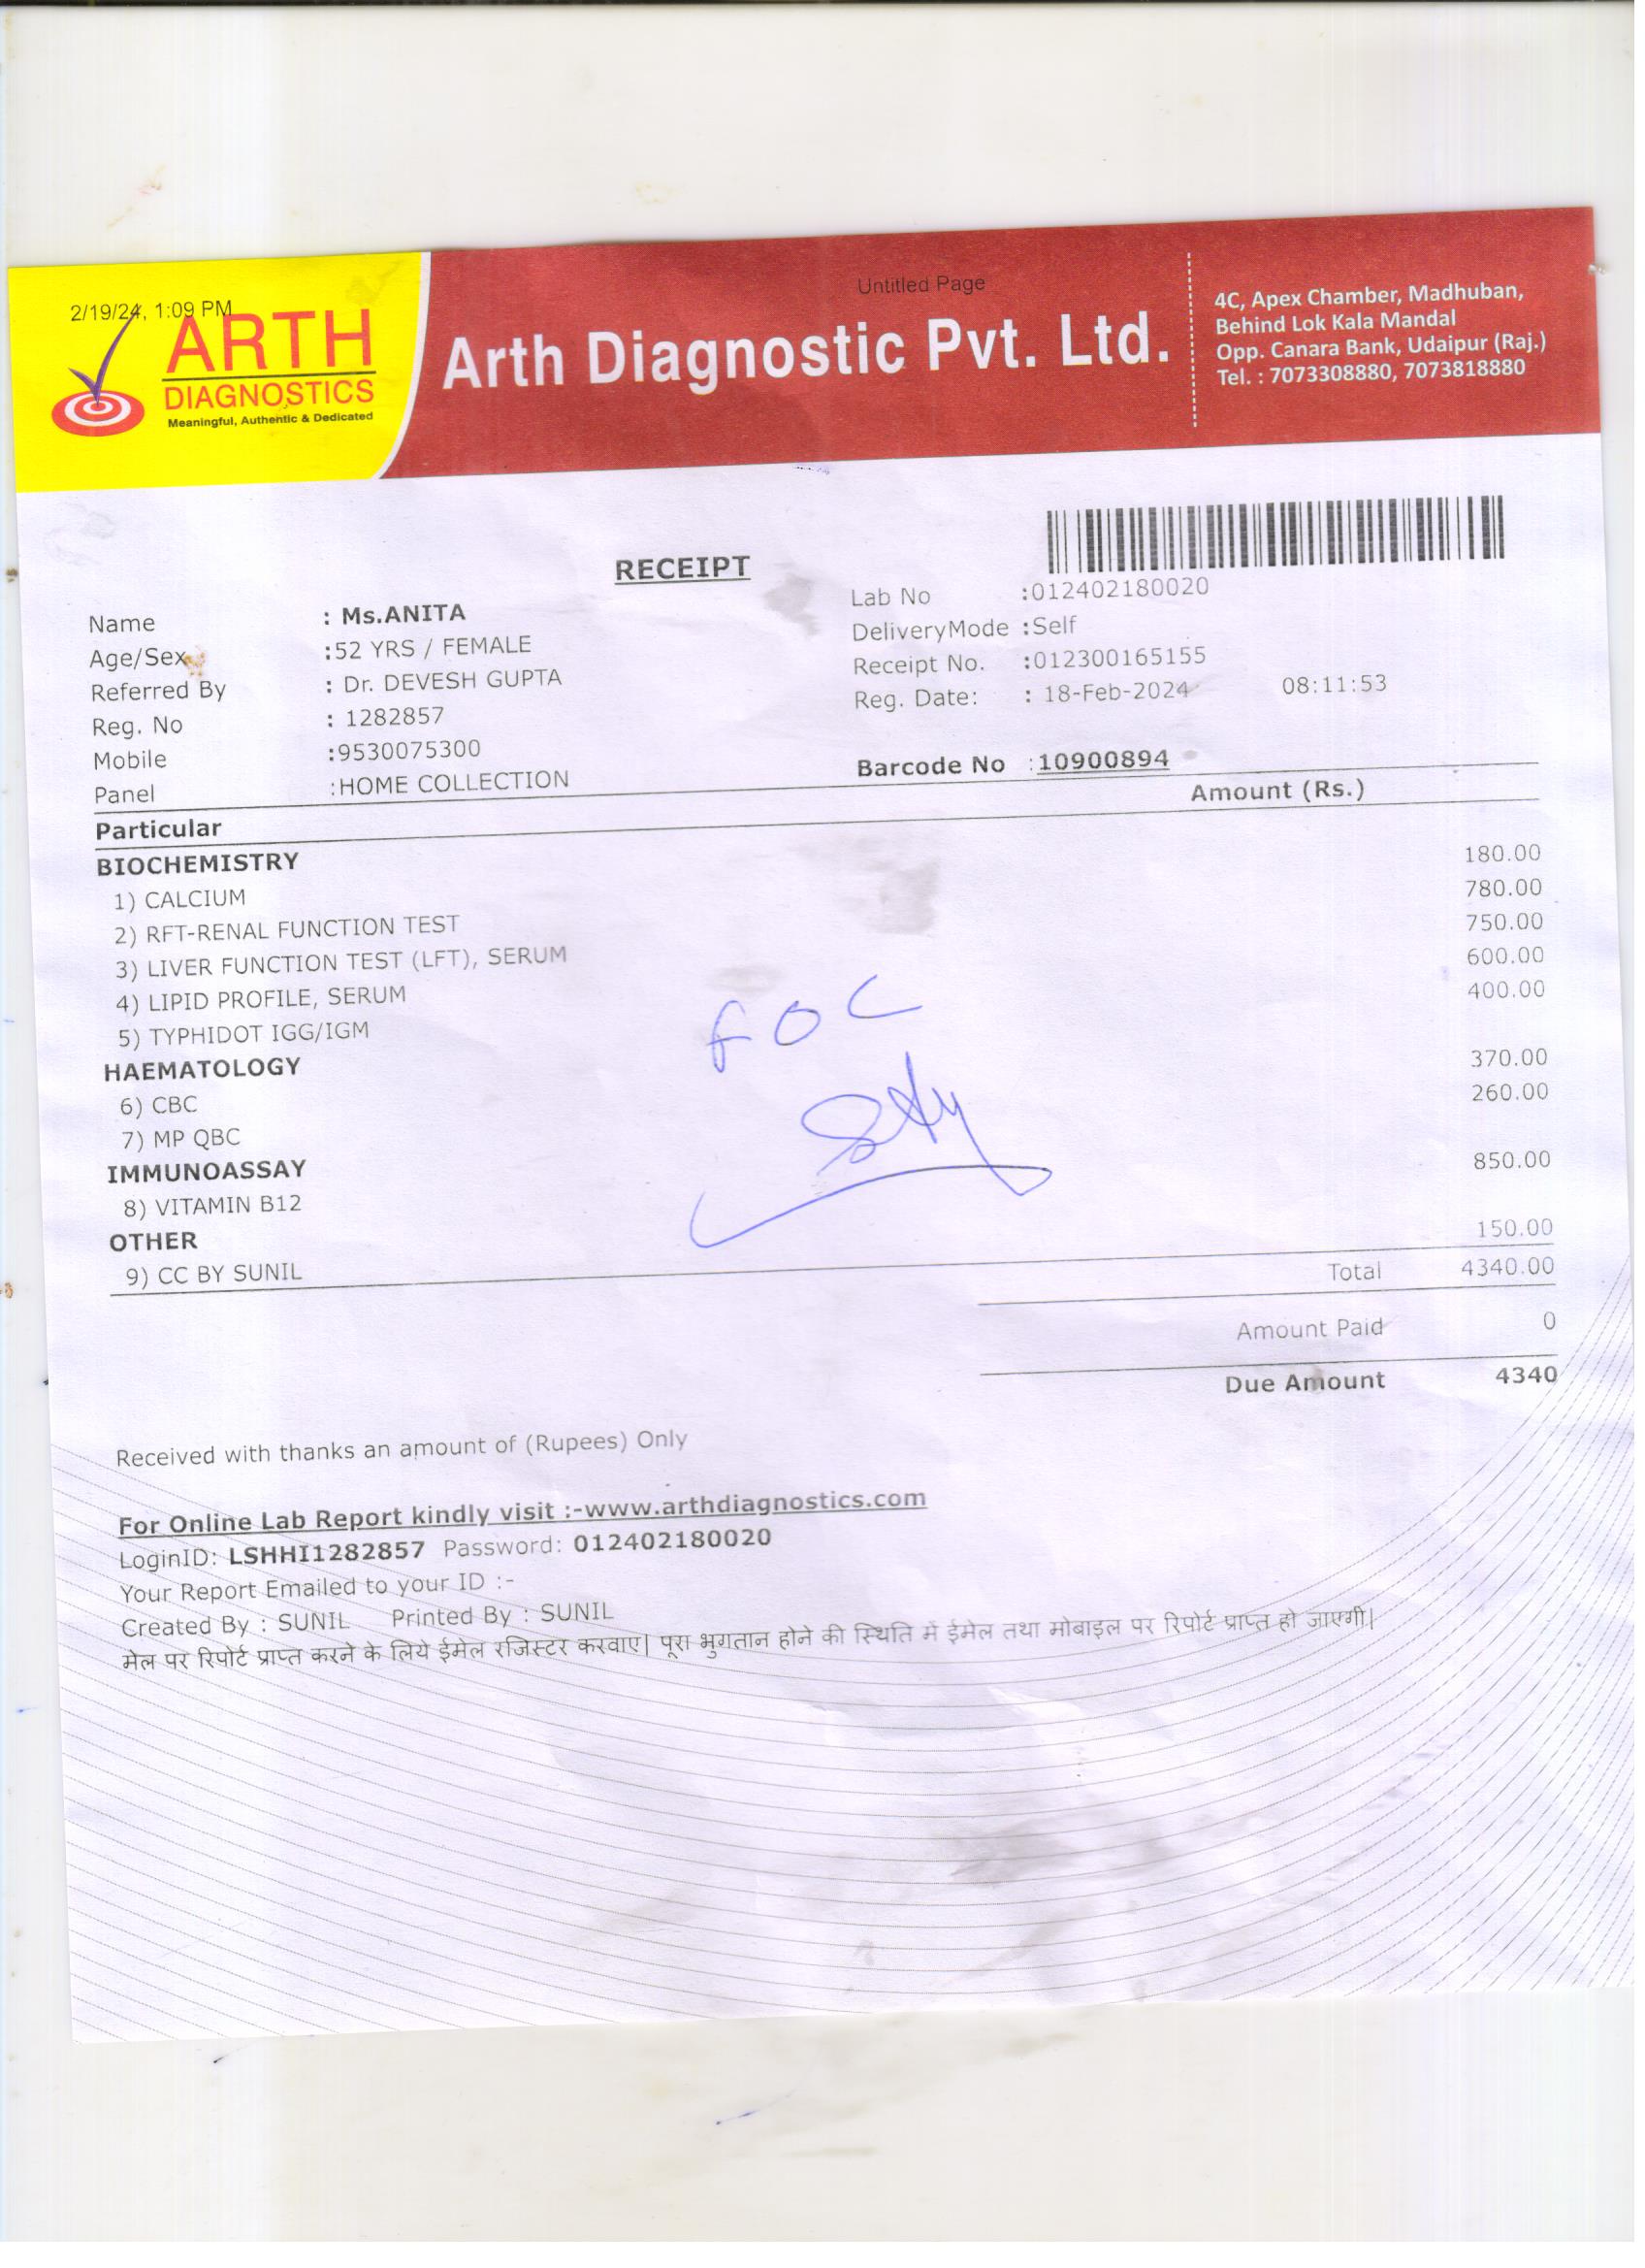 2/19/24, 1:09 PM
Untitled Page
ARTH
DIAGNOSTICS
Meaningful, Authentic & Dedicated
Arth Diagnostic Pvt. Ltd.
4C, Apex Chamber, Madhuban,
Behind Lok Kala Mandal
Opp. Canara Bank, Udaipur (Raj.)
Tel. : 7073308880, 7073818880
RECEIPT
Name : Ms.ANITA
Age/Sex :52 YRS / FEMALE
Referred By : Dr. DEVESH GUPTA
Reg. No : 1282857
Mobile :9530075300
Panel :HOME COLLECTION
Lab No :012402180020
DeliveryMode :Self
Receipt No. :012300165155
Reg. Date: : 18-Feb-2024 08:11:53
Barcode No :10900894
Particular Amount (Rs.)
BIOCHEMISTRY
1) CALCIUM 180.00
2) RFT-RENAL FUNCTION TEST 780.00
3) LIVER FUNCTION TEST (LFT), SERUM 750.00
4) LIPID PROFILE, SERUM 600.00
5) TYPHIDOT IGG/IGM 400.00
FOC
HAEMATOLOGY
6) CBC 370.00
7) MP QBC 260.00
IMMUNOASSAY
8) VITAMIN B12 850.00
OTHER
9) CC BY SUNIL 150.00
Total 4340.00
Amount Paid 0
Due Amount 4340
Received with thanks an amount of (Rupees) Only
For Online Lab Report kindly visit :-www.arthdiagnostics.com
LoginID: LSHHI1282857 Password: 012402180020
Your Report Emailed to your ID :-
Created By : SUNIL Printed By : SUNIL
मेल पर रिपोर्ट प्राप्त करने के लिये ईमेल रजिस्टर करवाए| पूरा भुगतान होने की स्थिति में ईमेल तथा मोबाइल पर रिपोर्ट प्राप्त हो जाएगी|